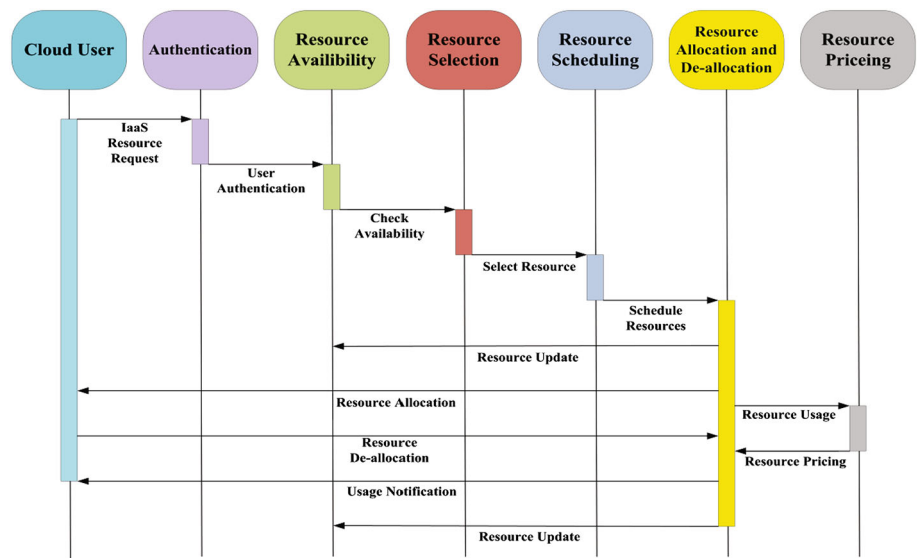 Cloud User
Authentication
Resource
Availibility
Resource
Selection
Resource
Scheduling
Resource
Allocation and
De-allocation
Resource
Priceing
IaaS
Resource
Request
User
Authentication
Check
Availability
Select Resource
Schedule
Resources
Resource Update
Resource Allocation
Resource Usage
Resource
De-allocation
Resource Pricing
Usage Notification
Resource Update